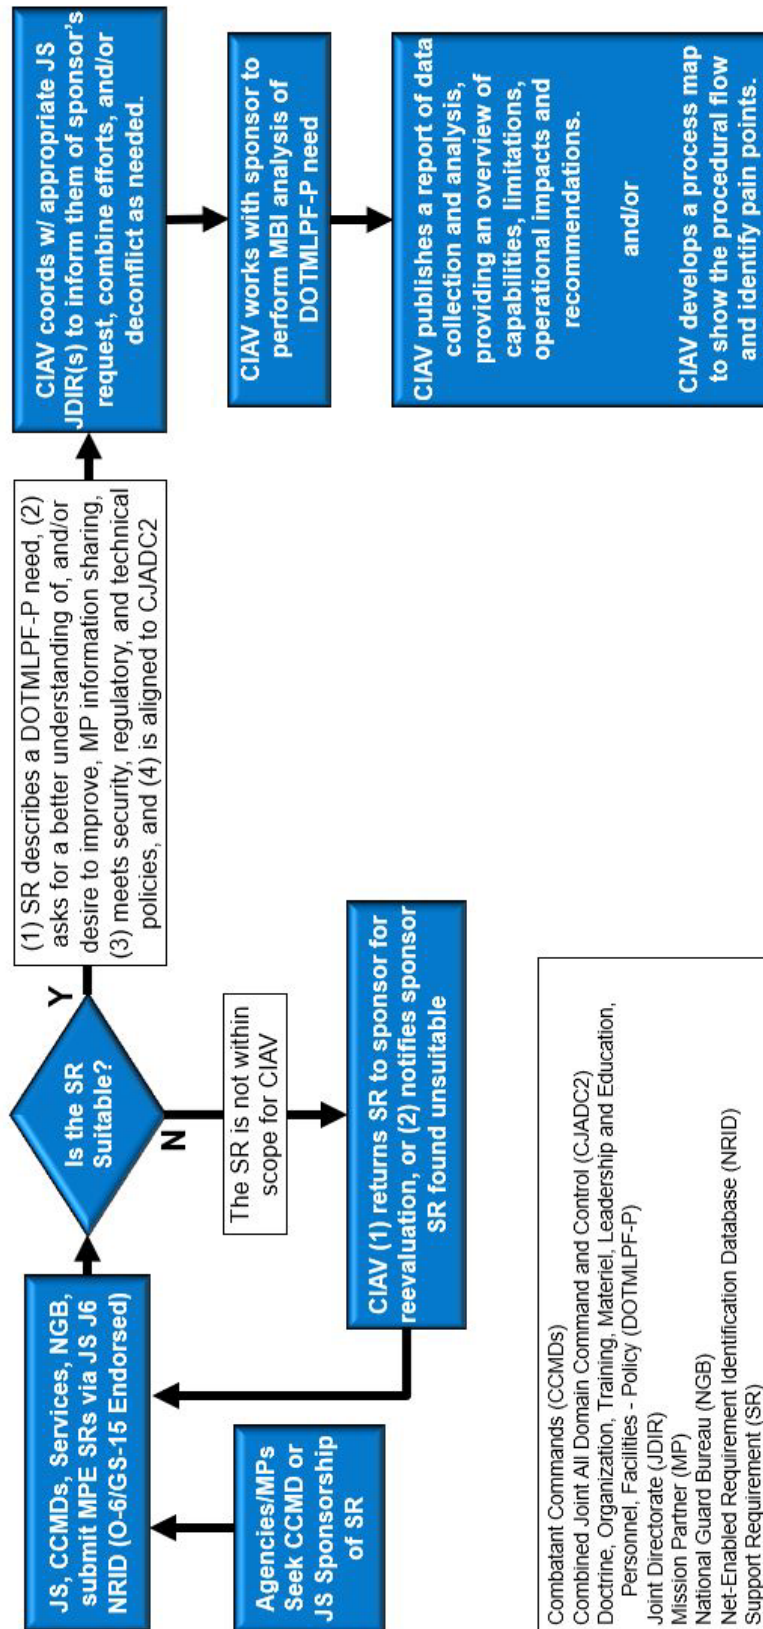 JS, CCMDs, Services, NGB,
submit MPE SRs via JS J6
NRID (O-6/GS-15 Endorsed)
Agencies/MPs
Seek CCMD or
JS Sponsorship
of SR
Is the SR
Suitable?
Y
N
The SR is not within
scope for CIAV
CIAV (1) returns SR to sponsor for
reevaluation, or (2) notifies sponsor
SR found unsuitable
(1) SR describes a DOTMLPF-P need, (2)
asks for a better understanding of, and/or
desire to improve, MP information sharing,
(3) meets security, regulatory, and technical
policies, and (4) is aligned to CJADC2
CIAV coords w/ appropriate JS
JDIR(s) to inform them of sponsor’s
request, combine efforts, and/or
deconflict as needed.
CIAV works with sponsor to
perform MBI analysis of
DOTMLPF-P need
CIAV publishes a report of data
collection and analysis,
providing an overview of
capabilities, limitations,
operational impacts and
recommendations.
and/or
CIAV develops a process map
to show the procedural flow
and identify pain points.
Combatant Commands (CCMDs)
Combined Joint All Domain Command and Control (CJADC2)
Doctrine, Organization, Training, Materiel, Leadership and Education,
Personnel, Facilities - Policy (DOTMLPF-P)
Joint Directorate (JDIR)
Mission Partner (MP)
National Guard Bureau (NGB)
Net-Enabled Requirement Identification Database (NRID)
Support Requirement (SR)